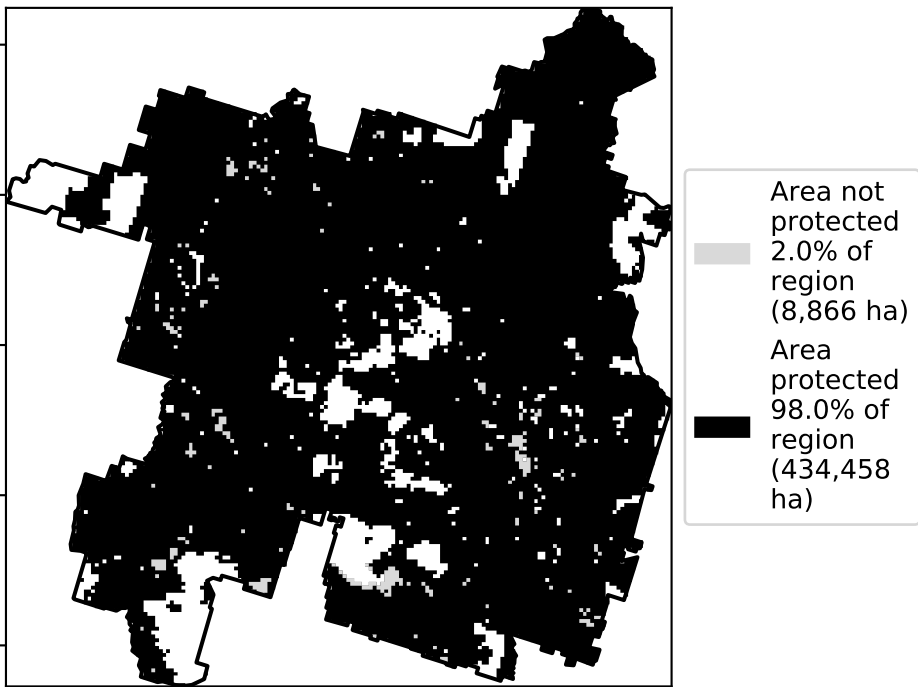 Area not
protected
2.0% of
region
(8,866 ha)
Area
protected
98.0% of
region
(434,458
ha)